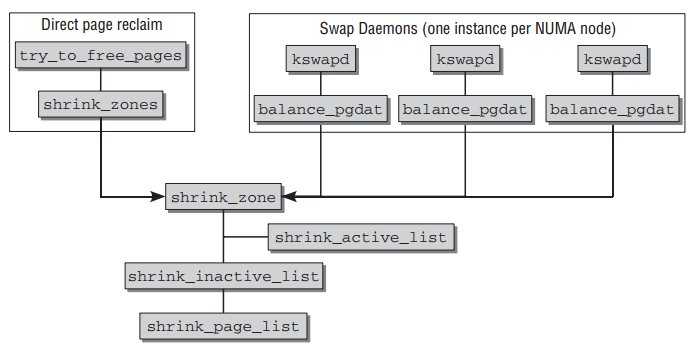 Direct page reclaim
try_to_free_pages
shrink_zones
Swap Daemons (one instance per NUMA node)
kswapd kswapd kswapd
balance_pgdat balance_pgdat balance_pgdat
shrink_zone
shrink_active_list
shrink_inactive_list
shrink_page_list